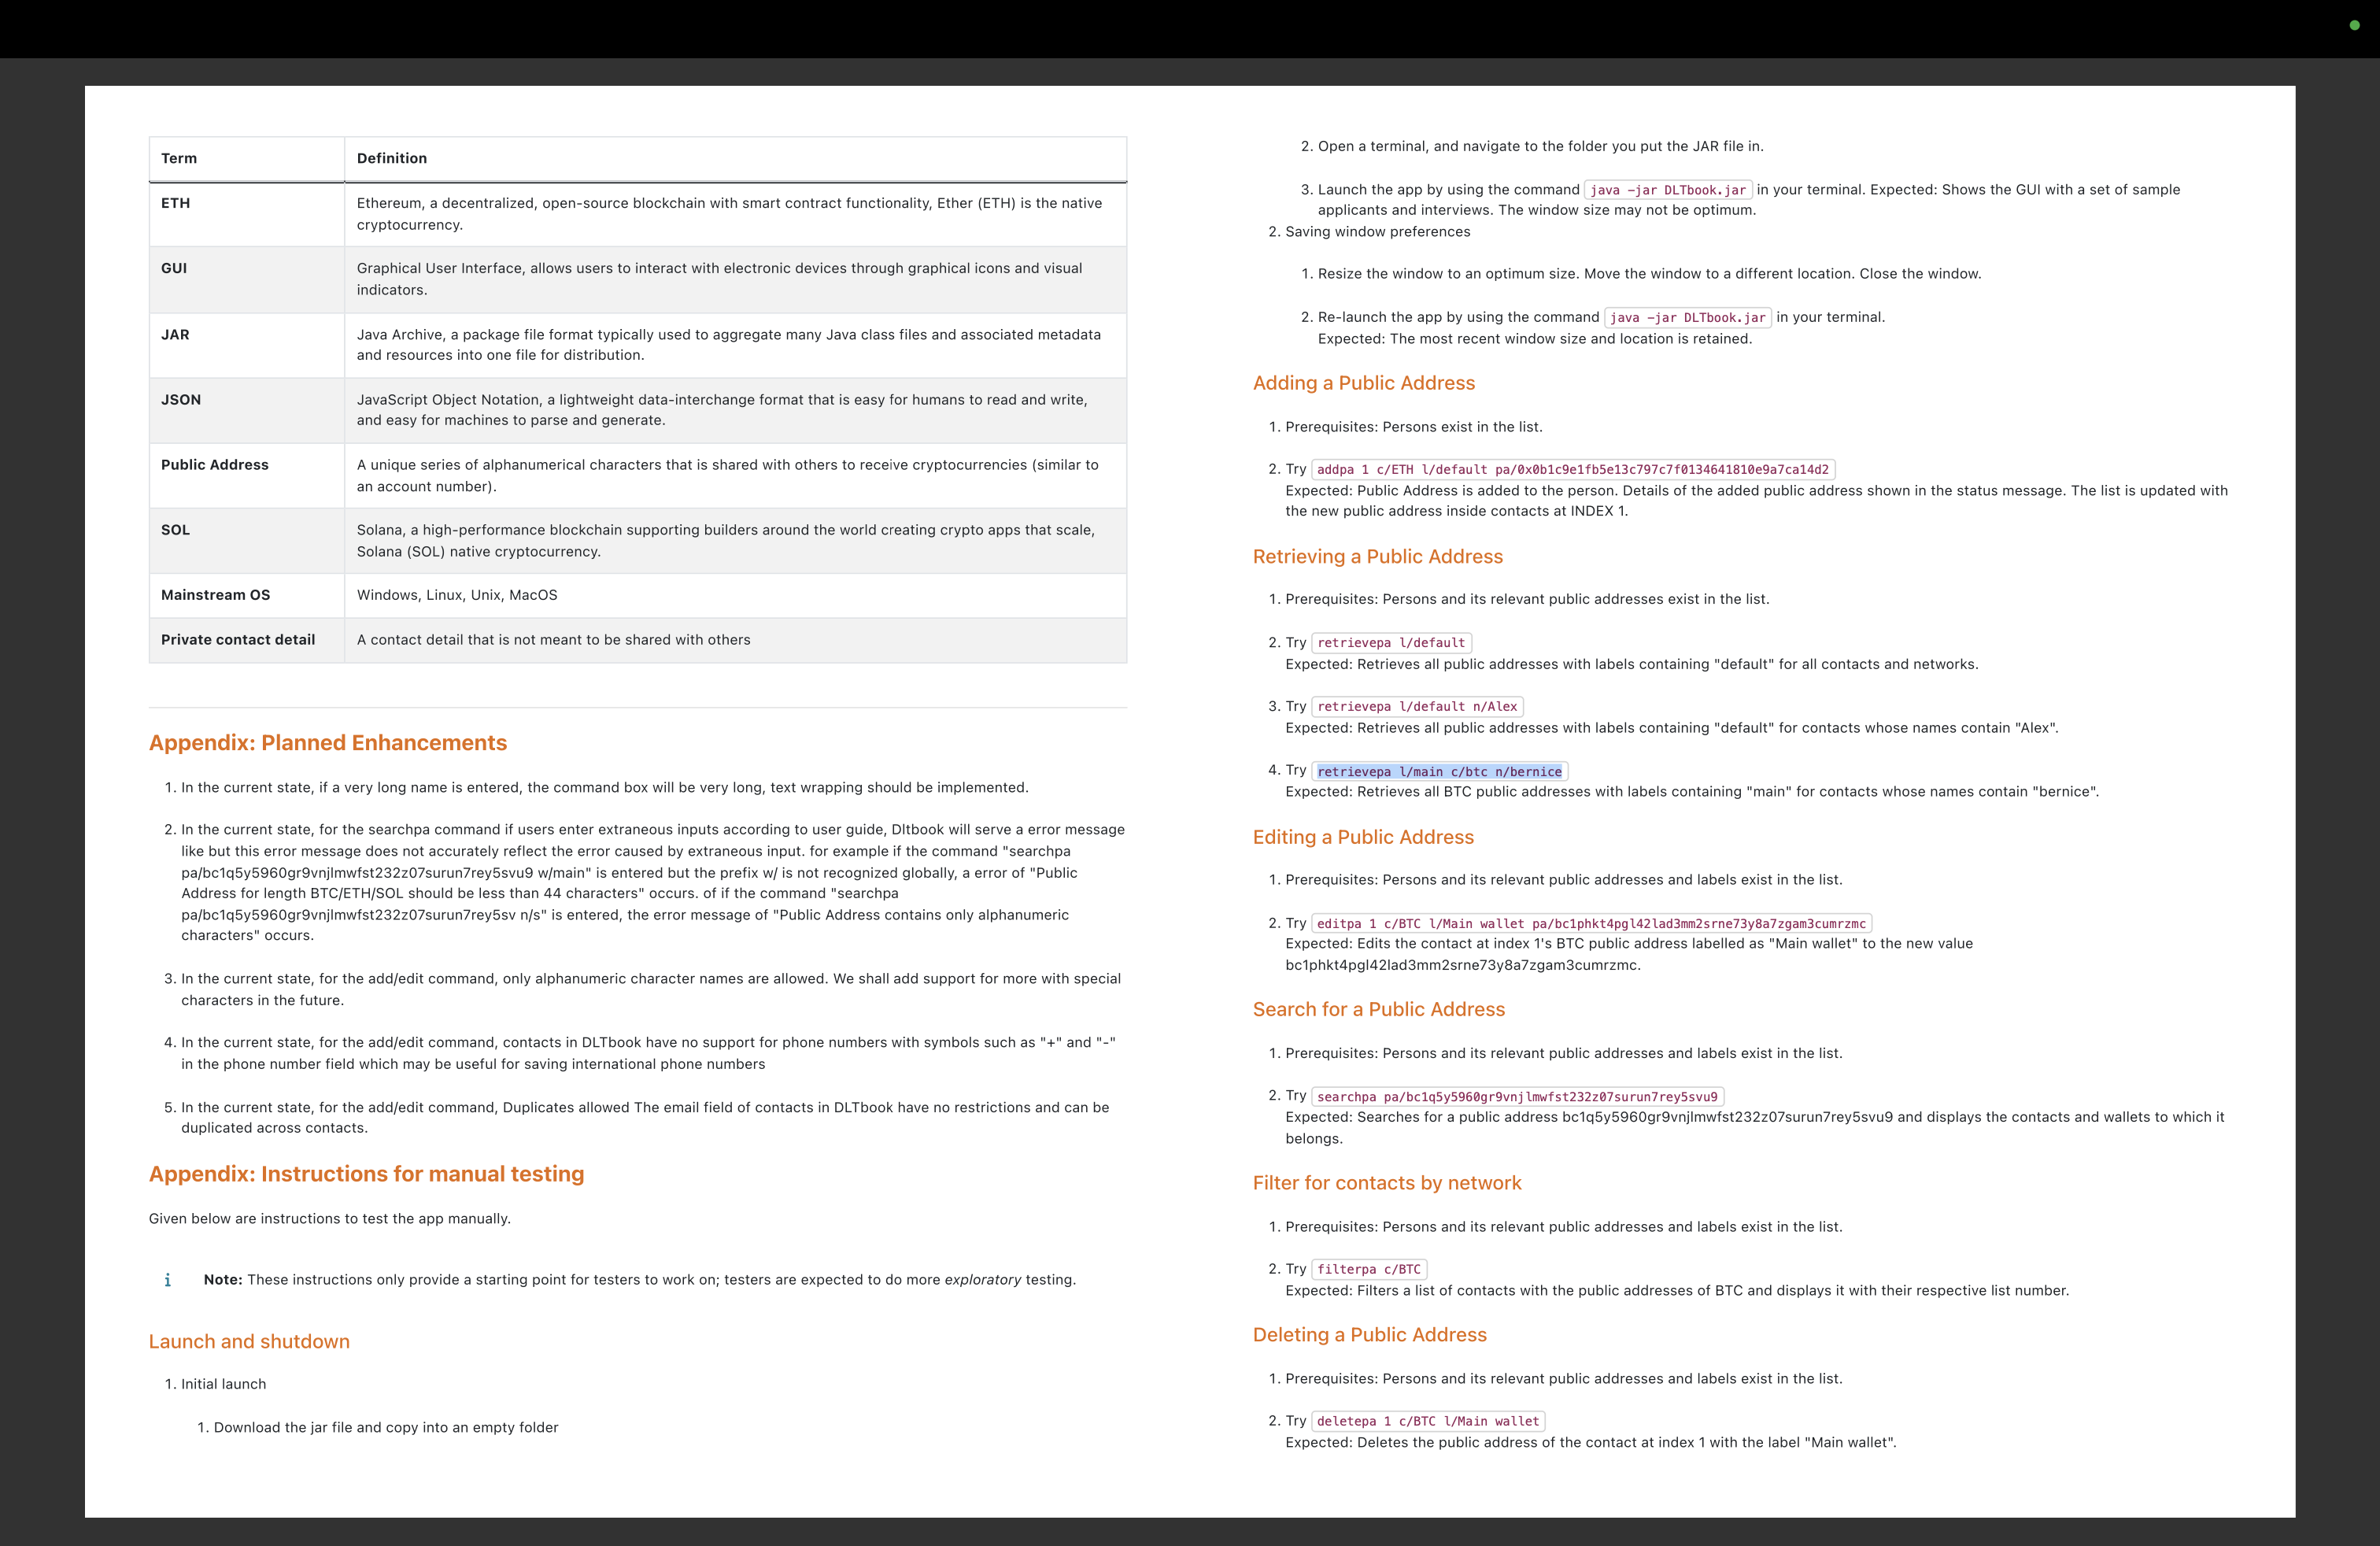 Term Definition
ETH Ethereum, a decentralized, open-source blockchain with smart contract functionality, Ether (ETH) is the native
cryptocurrency.
GUI Graphical User Interface, allows users to interact with electronic devices through graphical icons and visual
indicators.
JAR Java Archive, a package file format typically used to aggregate many Java class files and associated metadata
and resources into one file for distribution.
JSON JavaScript Object Notation, a lightweight data-interchange format that is easy for humans to read and write,
and easy for machines to parse and generate.
Public Address A unique series of alphanumerical characters that is shared with others to receive cryptocurrencies (similar to
an account number).
SOL Solana, a high-performance blockchain supporting builders around the world creating crypto apps that scale,
Solana (SOL) native cryptocurrency.
Mainstream OS Windows, Linux, Unix, MacOS
Private contact detail A contact detail that is not meant to be shared with others
Appendix: Planned Enhancements
1. In the current state, if a very long name is entered, the command box will be very long, text wrapping should be implemented.
2. In the current state, for the searchpa command if users enter extraneous inputs according to user guide, Dltbook will serve a error message
like but this error message does not accurately reflect the error caused by extraneous input. for example if the command "searchpa
pa/bc1q5y5960gr9vnjlmwfst232z07surun7rey5svu9 w/main" is entered but the prefix w/ is not recognized globally, a error of "Public
Address for length BTC/ETH/SOL should be less than 44 characters" occurs. of if the command "searchpa
pa/bc1q5y5960gr9vnjlmwfst232z07surun7rey5sv n/s" is entered, the error message of "Public Address contains only alphanumeric
characters" occurs.
3. In the current state, for the add/edit command, only alphanumeric character names are allowed. We shall add support for more with special
characters in the future.
4. In the current state, for the add/edit command, contacts in DLTbook have no support for phone numbers with symbols such as "+" and "-"
in the phone number field which may be useful for saving international phone numbers
5. In the current state, for the add/edit command, Duplicates allowed The email field of contacts in DLTbook have no restrictions and can be
duplicated across contacts.
Appendix: Instructions for manual testing
Given below are instructions to test the app manually.
i Note: These instructions only provide a starting point for testers to work on; testers are expected to do more exploratory testing.
Launch and shutdown
1. Initial launch
1. Download the jar file and copy into an empty folder
2. Open a terminal, and navigate to the folder you put the JAR file in.
3. Launch the app by using the command java -jar DLTbook.jar in your terminal. Expected: Shows the GUI with a set of sample
applicants and interviews. The window size may not be optimum.
2. Saving window preferences
1. Resize the window to an optimum size. Move the window to a different location. Close the window.
2. Re-launch the app by using the command java -jar DLTbook.jar in your terminal.
Expected: The most recent window size and location is retained.
Adding a Public Address
1. Prerequisites: Persons exist in the list.
2. Try addpa 1 c/ETH l/default pa/0x0b1c9e1fb5e13c797c7f0134641810e9a7ca14d2
Expected: Public Address is added to the person. Details of the added public address shown in the status message. The list is updated with
the new public address inside contacts at INDEX 1.
Retrieving a Public Address
1. Prerequisites: Persons and its relevant public addresses exist in the list.
2. Try retrievepa l/default
Expected: Retrieves all public addresses with labels containing "default" for all contacts and networks.
3. Try retrievepa l/default n/Alex
Expected: Retrieves all public addresses with labels containing "default" for contacts whose names contain "Alex".
4. Try retrievepa l/main c/btc n/bernice
Expected: Retrieves all BTC public addresses with labels containing "main" for contacts whose names contain "bernice".
Editing a Public Address
1. Prerequisites: Persons and its relevant public addresses and labels exist in the list.
2. Try editpa 1 c/BTC l/Main wallet pa/bc1phkt4pgl42lad3mm2srne73y8a7zgam3cumrzmc
Expected: Edits the contact at index 1's BTC public address labelled as "Main wallet" to the new value
bc1phkt4pgl42lad3mm2srne73y8a7zgam3cumrzmc.
Search for a Public Address
1. Prerequisites: Persons and its relevant public addresses and labels exist in the list.
2. Try searchpa pa/bc1q5y5960gr9vnjlmwfst232z07surun7rey5svu9
Expected: Searches for a public address bc1q5y5960gr9vnjlmwfst232z07surun7rey5svu9 and displays the contacts and wallets to which it
belongs.
Filter for contacts by network
1. Prerequisites: Persons and its relevant public addresses and labels exist in the list.
2. Try filterpa c/BTC
Expected: Filters a list of contacts with the public addresses of BTC and displays it with their respective list number.
Deleting a Public Address
1. Prerequisites: Persons and its relevant public addresses and labels exist in the list.
2. Try deletepa 1 c/BTC l/Main wallet
Expected: Deletes the public address of the contact at index 1 with the label "Main wallet".